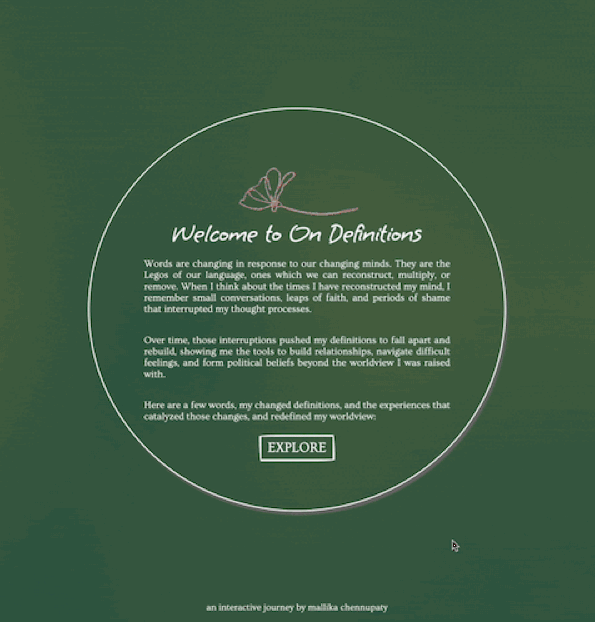 Welcome to On Definitions
Words are changing in response to our changing minds. They are the
Legos of our language, ones which we can reconstruct, multiply, or
remove. When I think about the times I have reconstructed my mind, I
remember small conversations, leaps of faith, and periods of shame
that interrupted my thought processes.
Over time, those interruptions pushed my definitions to fall apart and
rebuild, showing me the tools to build relationships, navigate difficult
feelings, and form political beliefs beyond the worldview I was raised
with.
Here are a few words, my changed definitions, and the experiences that
catalyzed those changes, and redefined my worldview:
EXPLORE
an interactive journey by mallika chennupaty